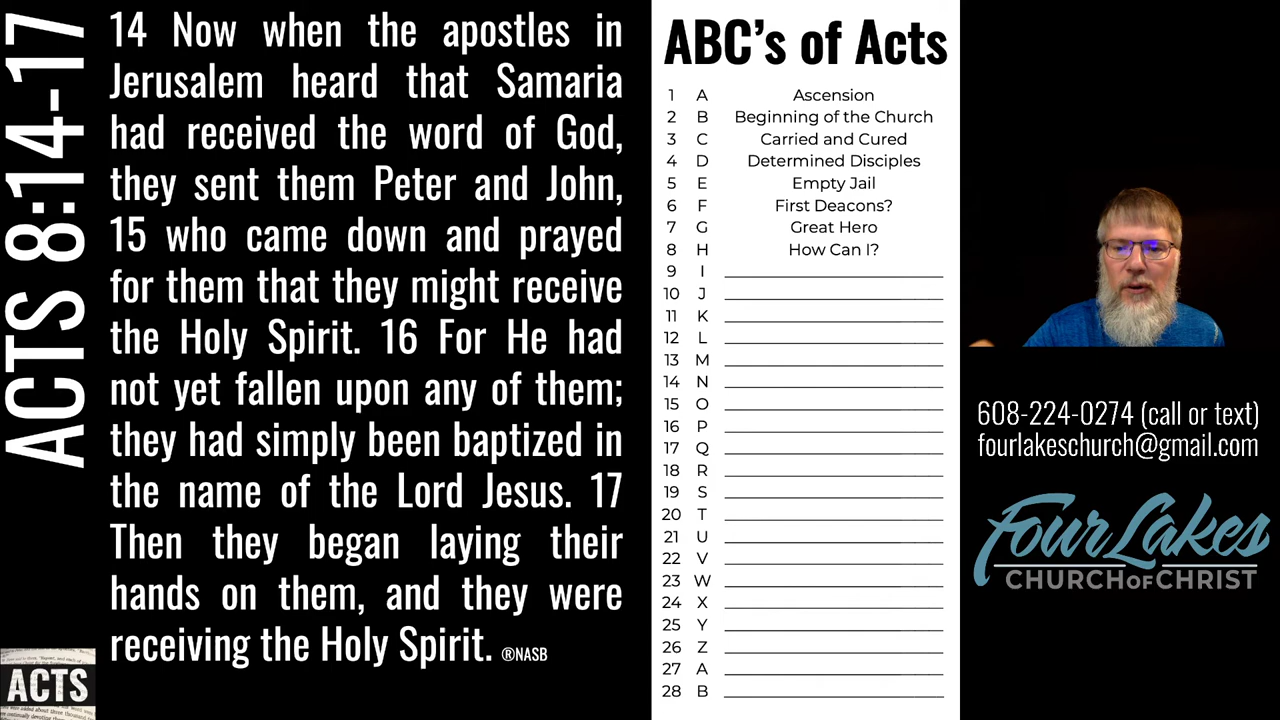 ACTS 8:14-17
14 Now when the apostles in
Jerusalem heard that Samaria
had received the word of God,
they sent them Peter and John,
15 who came down and prayed
for them that they might receive
the Holy Spirit. 16 For He had
not yet fallen upon any of them;
they had simply been baptized in
the name of the Lord Jesus. 17
Then they began laying their
hands on them, and they were
receiving the Holy Spirit. ®NASB
ACTS
ABC’s of Acts
1 A Ascension
2 B Beginning of the Church
3 C Carried and Cured
4 D Determined Disciples
5 E Empty Jail
6 F First Deacons?
7 G Great Hero
8 H How Can I?
9 I
10 J
11 K
12 L
13 M
14 N
15 O
16 P
17 Q
18 R
19 S
20 T
21 U
22 V
23 W
24 X
25 Y
26 Z
27 A
28 B
608-224-0274 (call or text)
fourlakeschurch@gmail.com
Four Lakes
CHURCH OF CHRIST